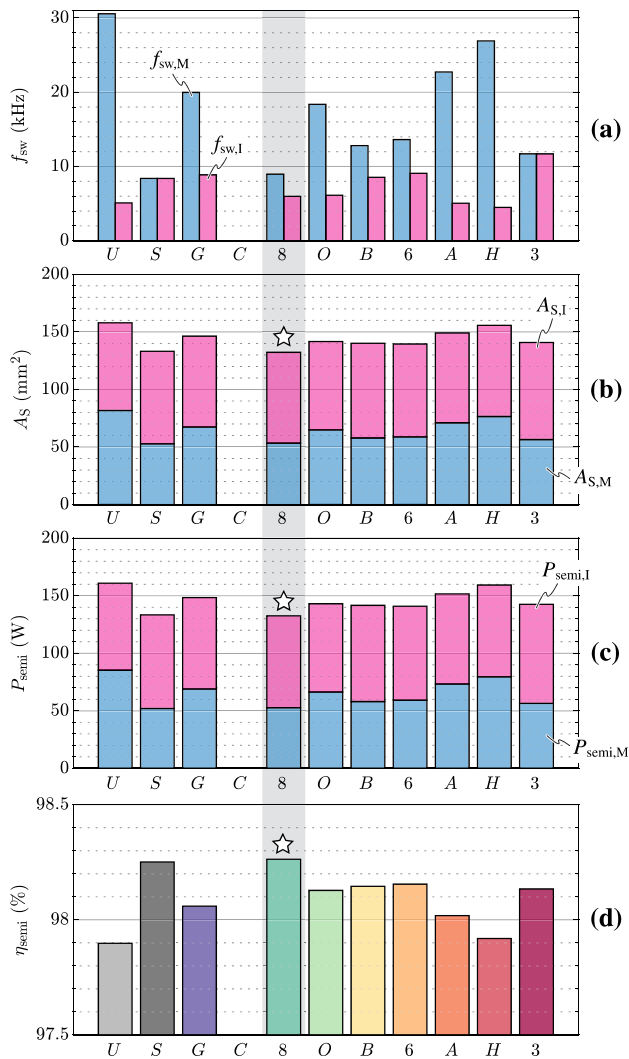 30
20
10
0
f_sw (kHz)
f_sw,M
f_sw,I
(a)
U S G C 8 O B 6 A H 3
200
150
100
50
0
A_S (mm²)
A_S,I
A_S,M
(b)
U S G C 8 O B 6 A H 3
200
150
100
50
0
P_semi (W)
P_semi,I
P_semi,M
(c)
U S G C 8 O B 6 A H 3
98.5
98
97.5
η_semi (%)
(d)
U S G C 8 O B 6 A H 3